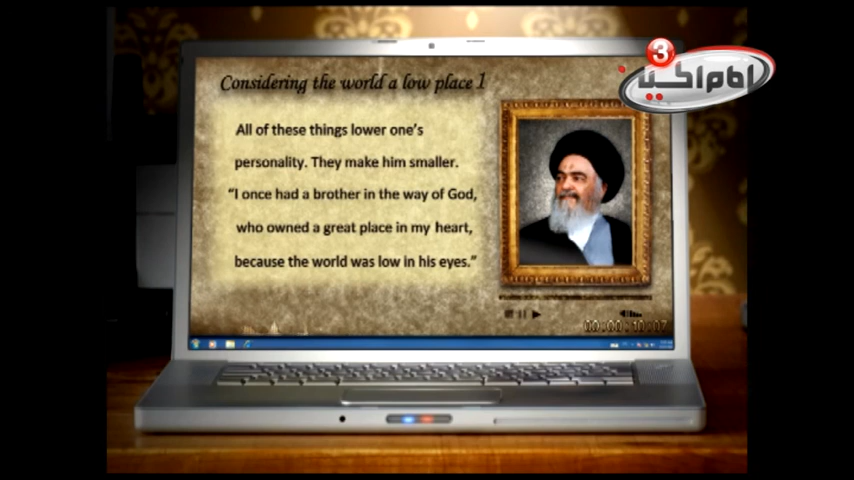 Considering the world a low place 1
3
امام
All of these things lower one's
personality. They make him smaller.
"I once had a brother in the way of God,
who owned a great place in my heart,
because the world was low in his eyes."
00:00:10:07